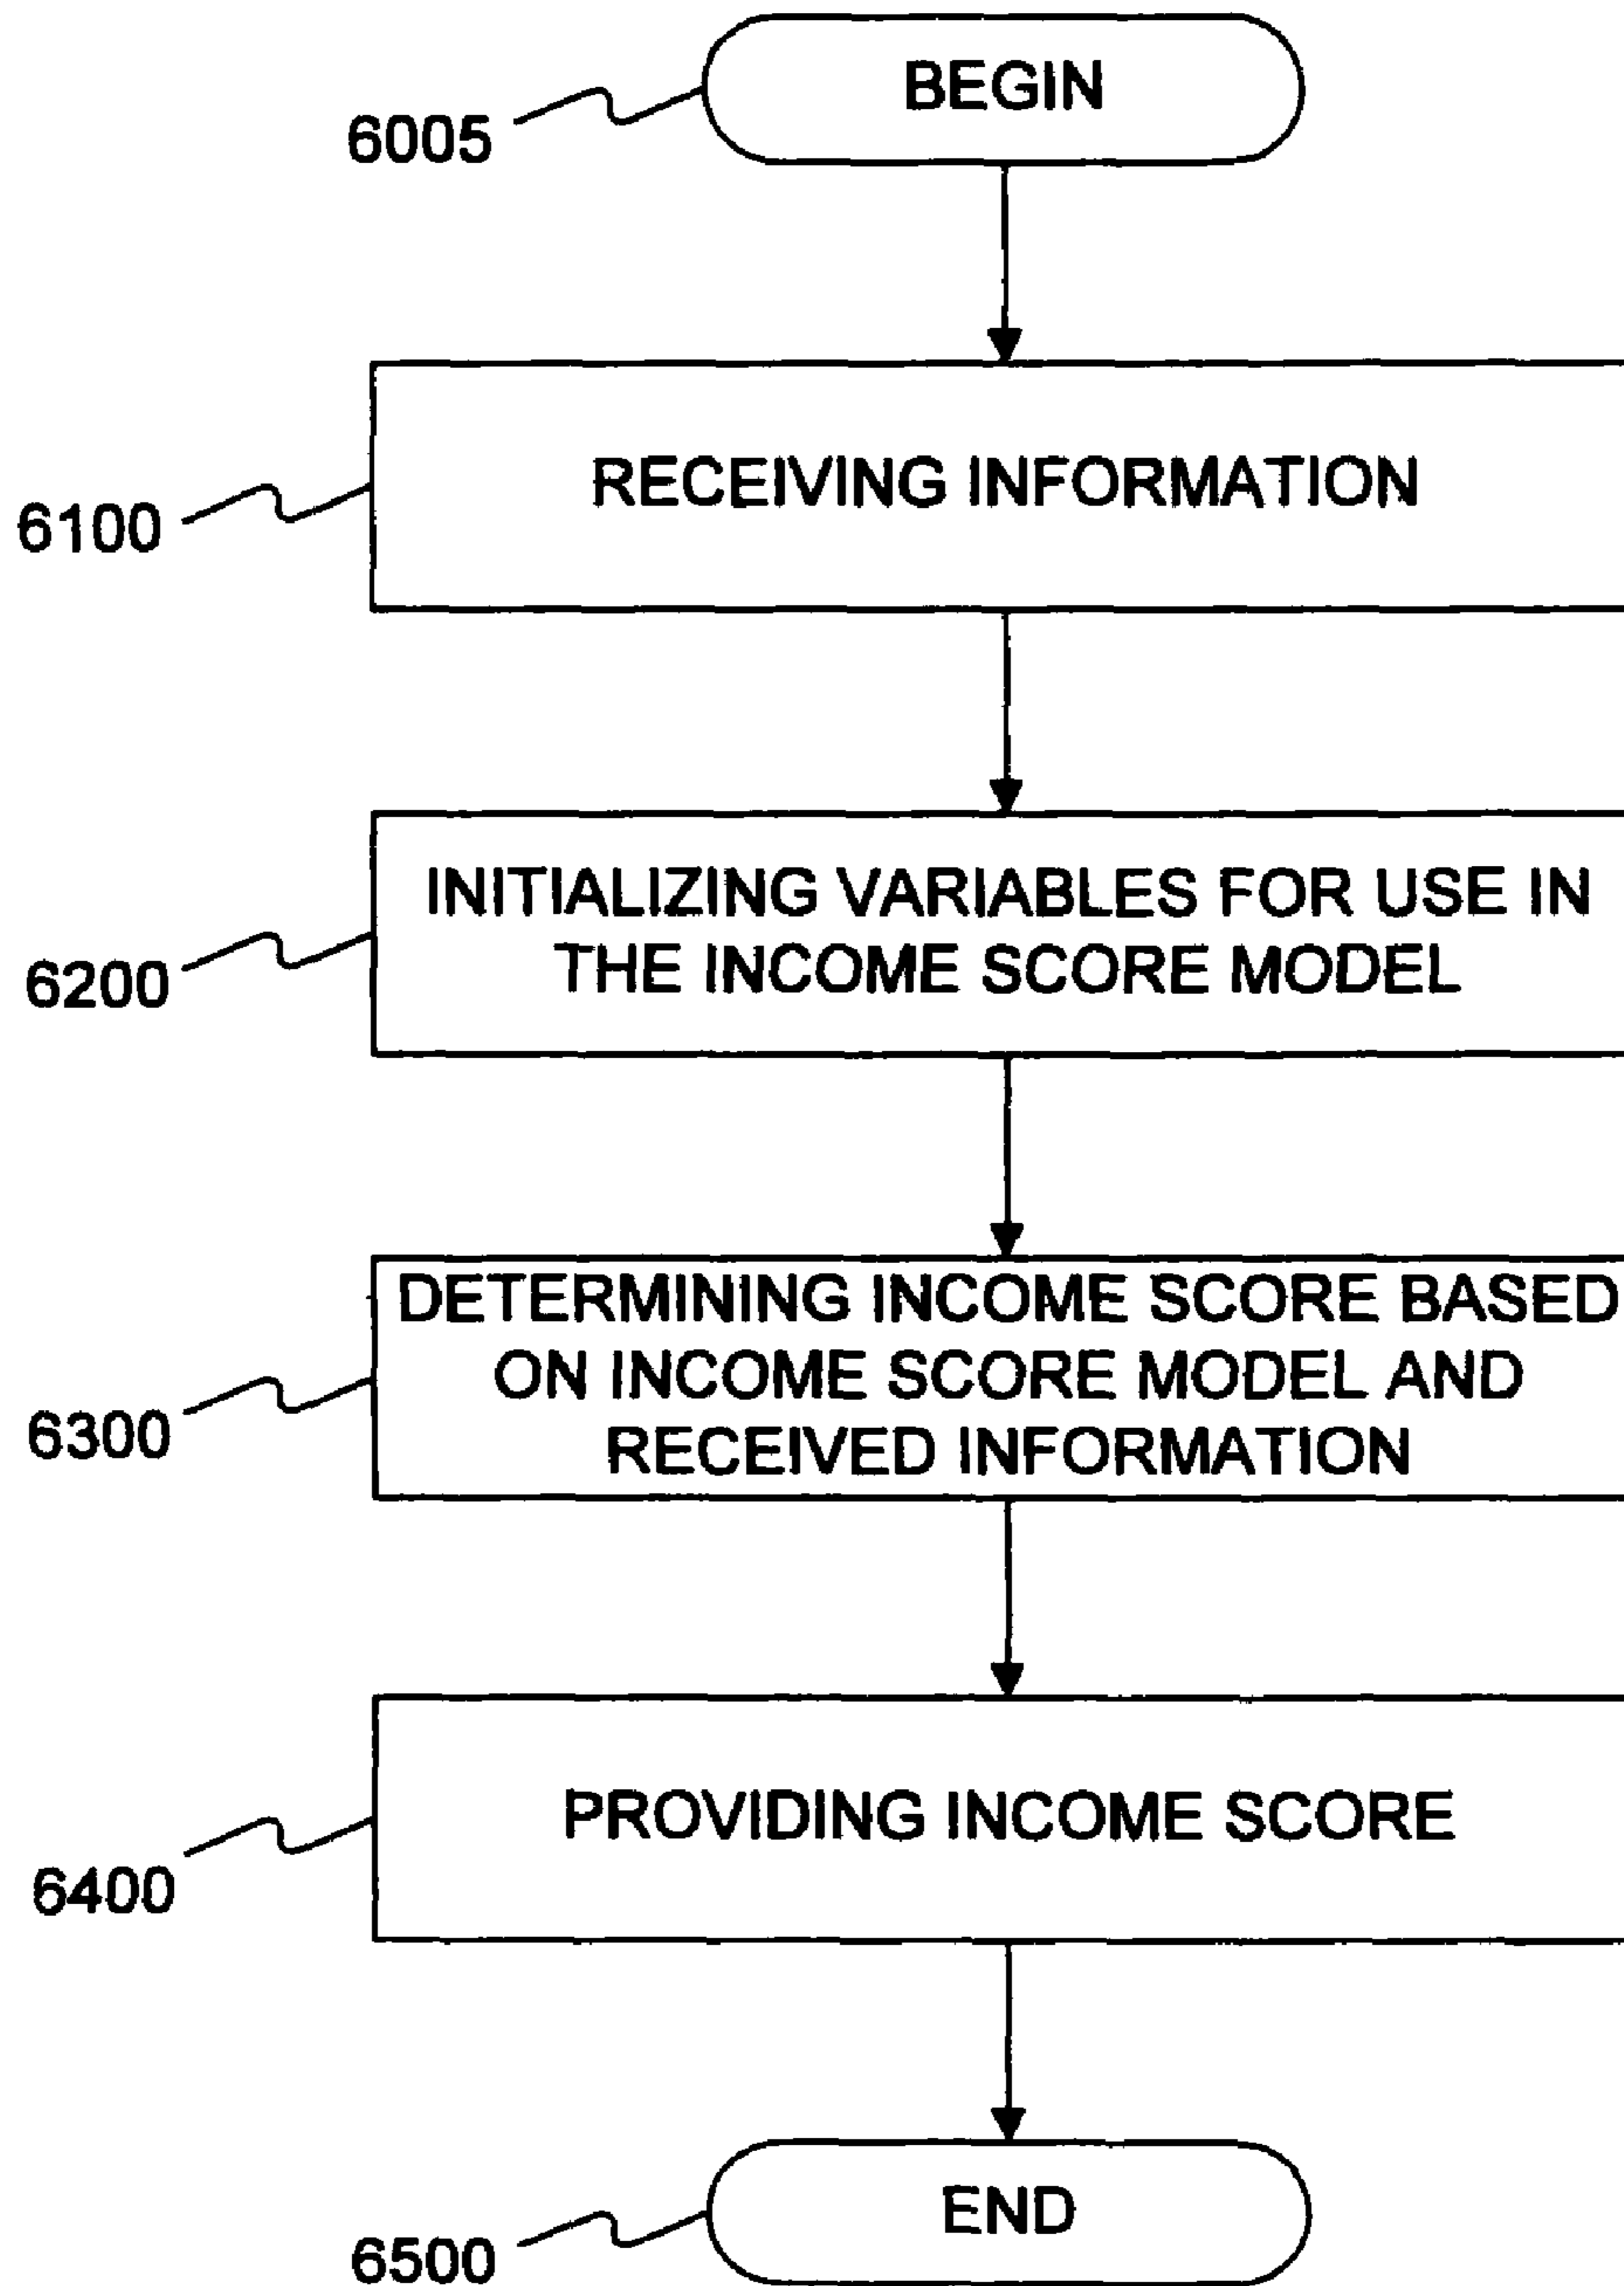 BEGIN
6005
RECEIVING INFORMATION
6100
INITIALIZING VARIABLES FOR USE IN
THE INCOME SCORE MODEL
6200
DETERMINING INCOME SCORE BASED
ON INCOME SCORE MODEL AND
RECEIVED INFORMATION
6300
PROVIDING INCOME SCORE
6400
END
6500